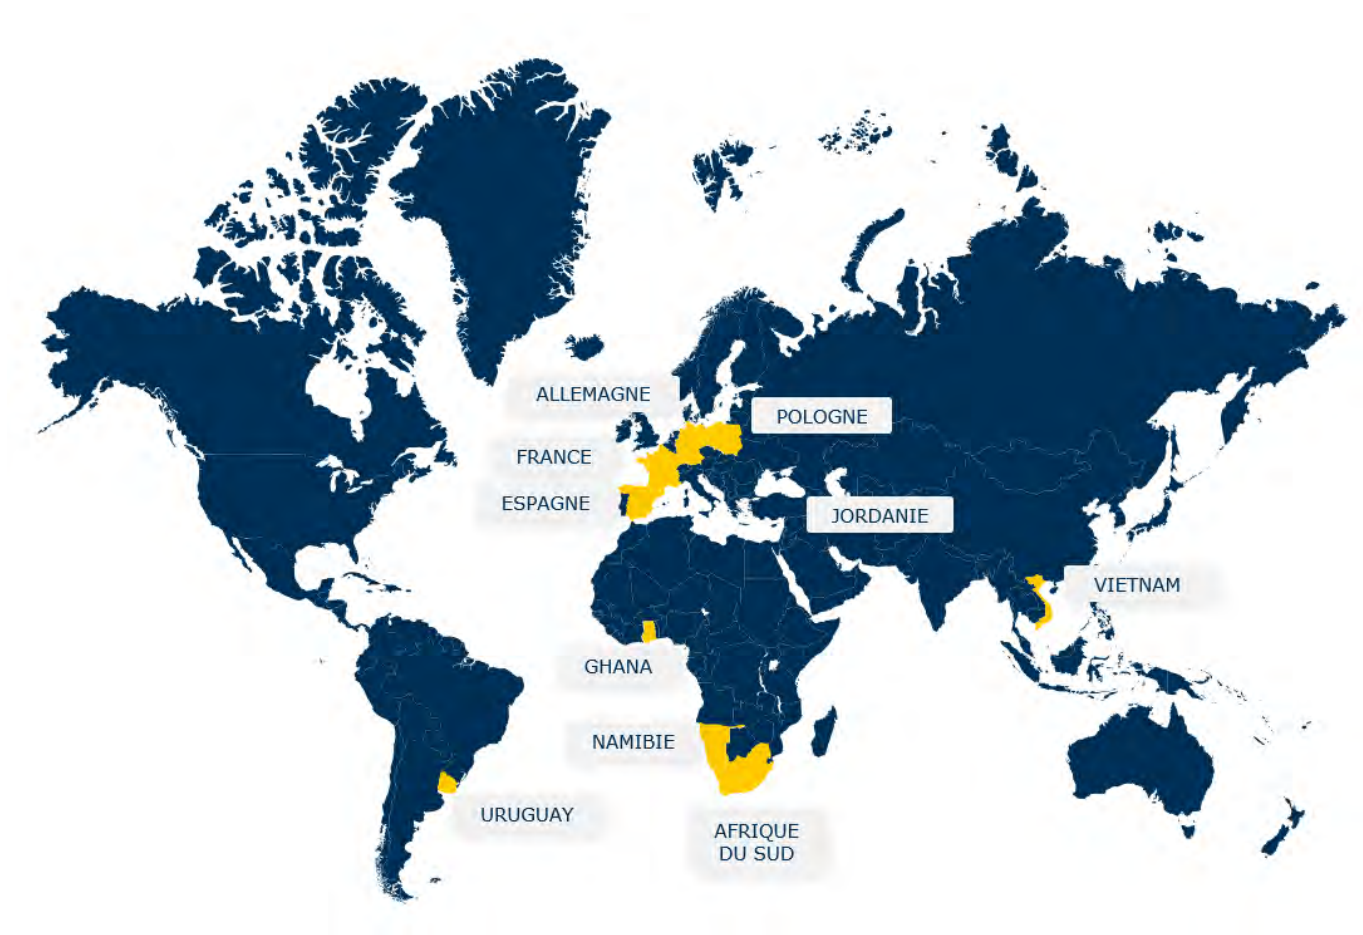 ALLEMAGNE
POLOGNE
FRANCE
ESPAGNE
JORDANIE
VIETNAM
GHANA
NAMIBIE
URUGUAY
AFRIQUE
DU SUD